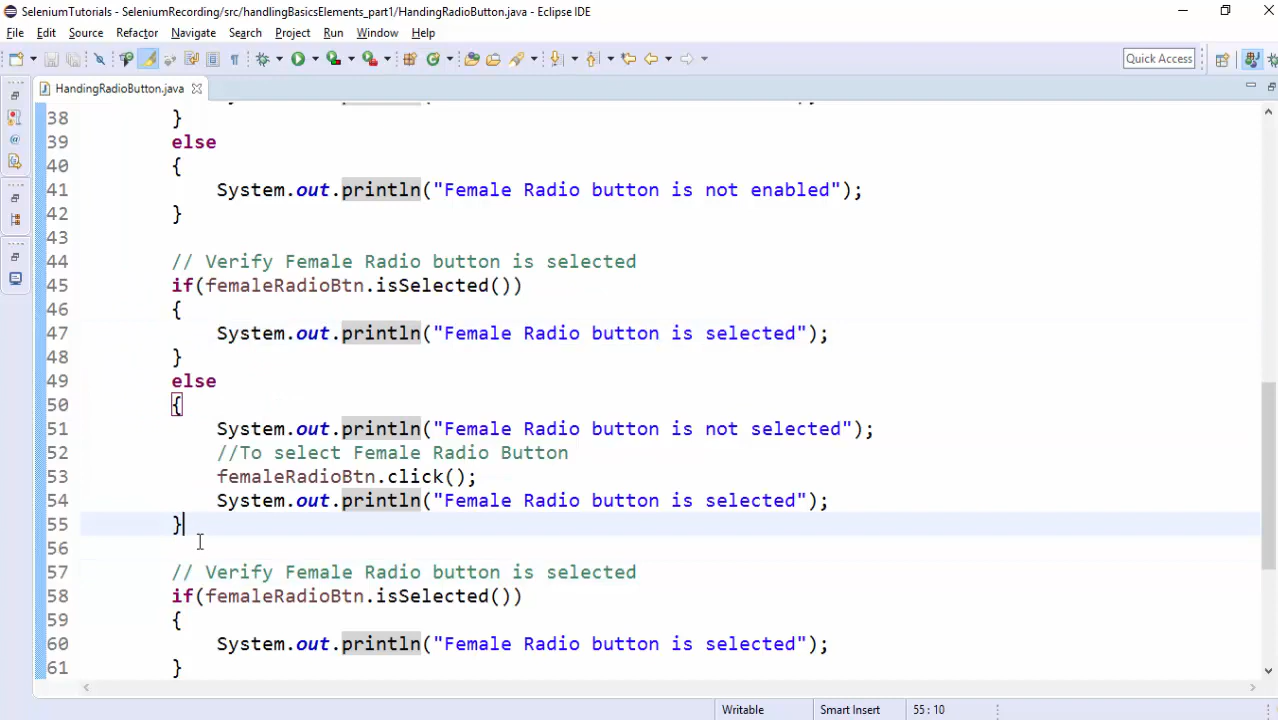 SeleniumTutorials - SeleniumRecording/src/handlingBasicsElements_part1/HandingRadioButton.java - Eclipse IDE
File Edit Source Refactor Navigate Search Project Run Window Help
Quick Access
HandingRadioButton.java
38 }
39 else
40 {
41 System.out.println("Female Radio button is not enabled");
42 }
43
44 // Verify Female Radio button is selected
45 if(femaleRadioBtn.isSelected())
46 {
47 System.out.println("Female Radio button is selected");
48 }
49 else
50 {
51 System.out.println("Female Radio button is not selected");
52 //To select Female Radio Button
53 femaleRadioBtn.click();
54 System.out.println("Female Radio button is selected");
55 }
56
57 // Verify Female Radio button is selected
58 if(femaleRadioBtn.isSelected())
59 {
60 System.out.println("Female Radio button is selected");
61 }
Writable Smart Insert 55 : 10